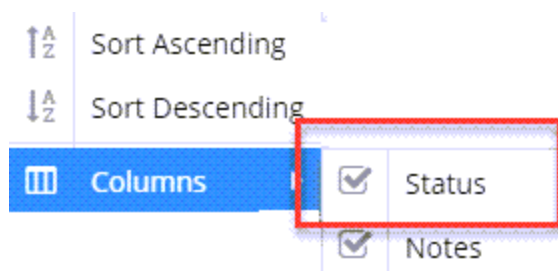 Sort Ascending
Sort Descending
Columns
Status
Notes